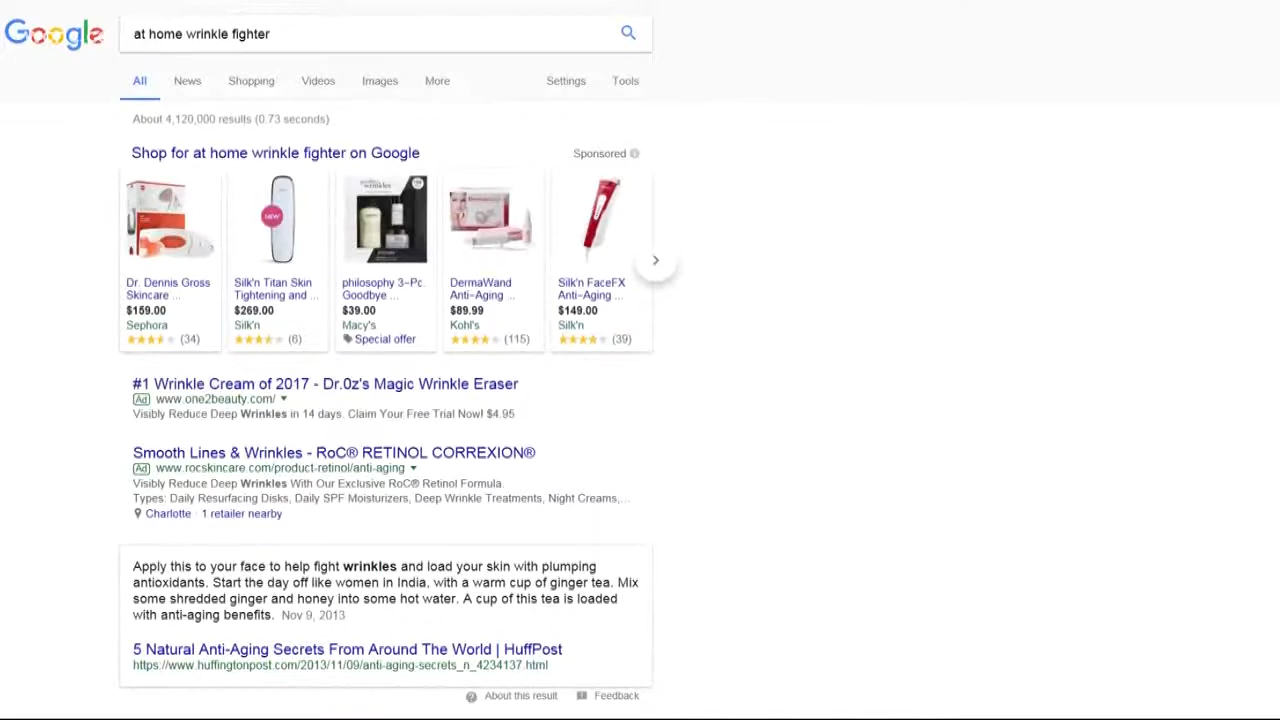 Google
at home wrinkle fighter
All News Shopping Videos Images More Settings Tools
About 4,120,000 results (0.73 seconds)
Shop for at home wrinkle fighter on Google Sponsored
NEW
Dr. Dennis Gross
Skincare ...
$159.00
Sephora
(34)
Silk'n Titan Skin
Tightening and ...
$269.00
Silk'n
(6)
philosophy 3-Pc.
Goodbye ...
$39.00
Macy's
Special offer
DermaWand
Anti-Aging ...
$89.99
Kohl's
(115)
Silk'n FaceFX
Anti-Aging ...
$149.00
Silk'n
(39)
#1 Wrinkle Cream of 2017 - Dr.0z's Magic Wrinkle Eraser
Ad www.one2beauty.com/
Visibly Reduce Deep Wrinkles in 14 days. Claim Your Free Trial Now! $4.95
Smooth Lines & Wrinkles - RoC® RETINOL CORREXION®
Ad www.rocskincare.com/product-retinol/anti-aging
Visibly Reduce Deep Wrinkles With Our Exclusive RoC® Retinol Formula.
Types: Daily Resurfacing Disks, Daily SPF Moisturizers, Deep Wrinkle Treatments, Night Creams,...
Charlotte · 1 retailer nearby
Apply this to your face to help fight wrinkles and load your skin with plumping
antioxidants. Start the day off like women in India, with a warm cup of ginger tea. Mix
some shredded ginger and honey into some hot water. A cup of this tea is loaded
with anti-aging benefits. Nov 9, 2013
5 Natural Anti-Aging Secrets From Around The World | HuffPost
https://www.huffingtonpost.com/2013/11/09/anti-aging-secrets_n_4234137.html
About this result Feedback